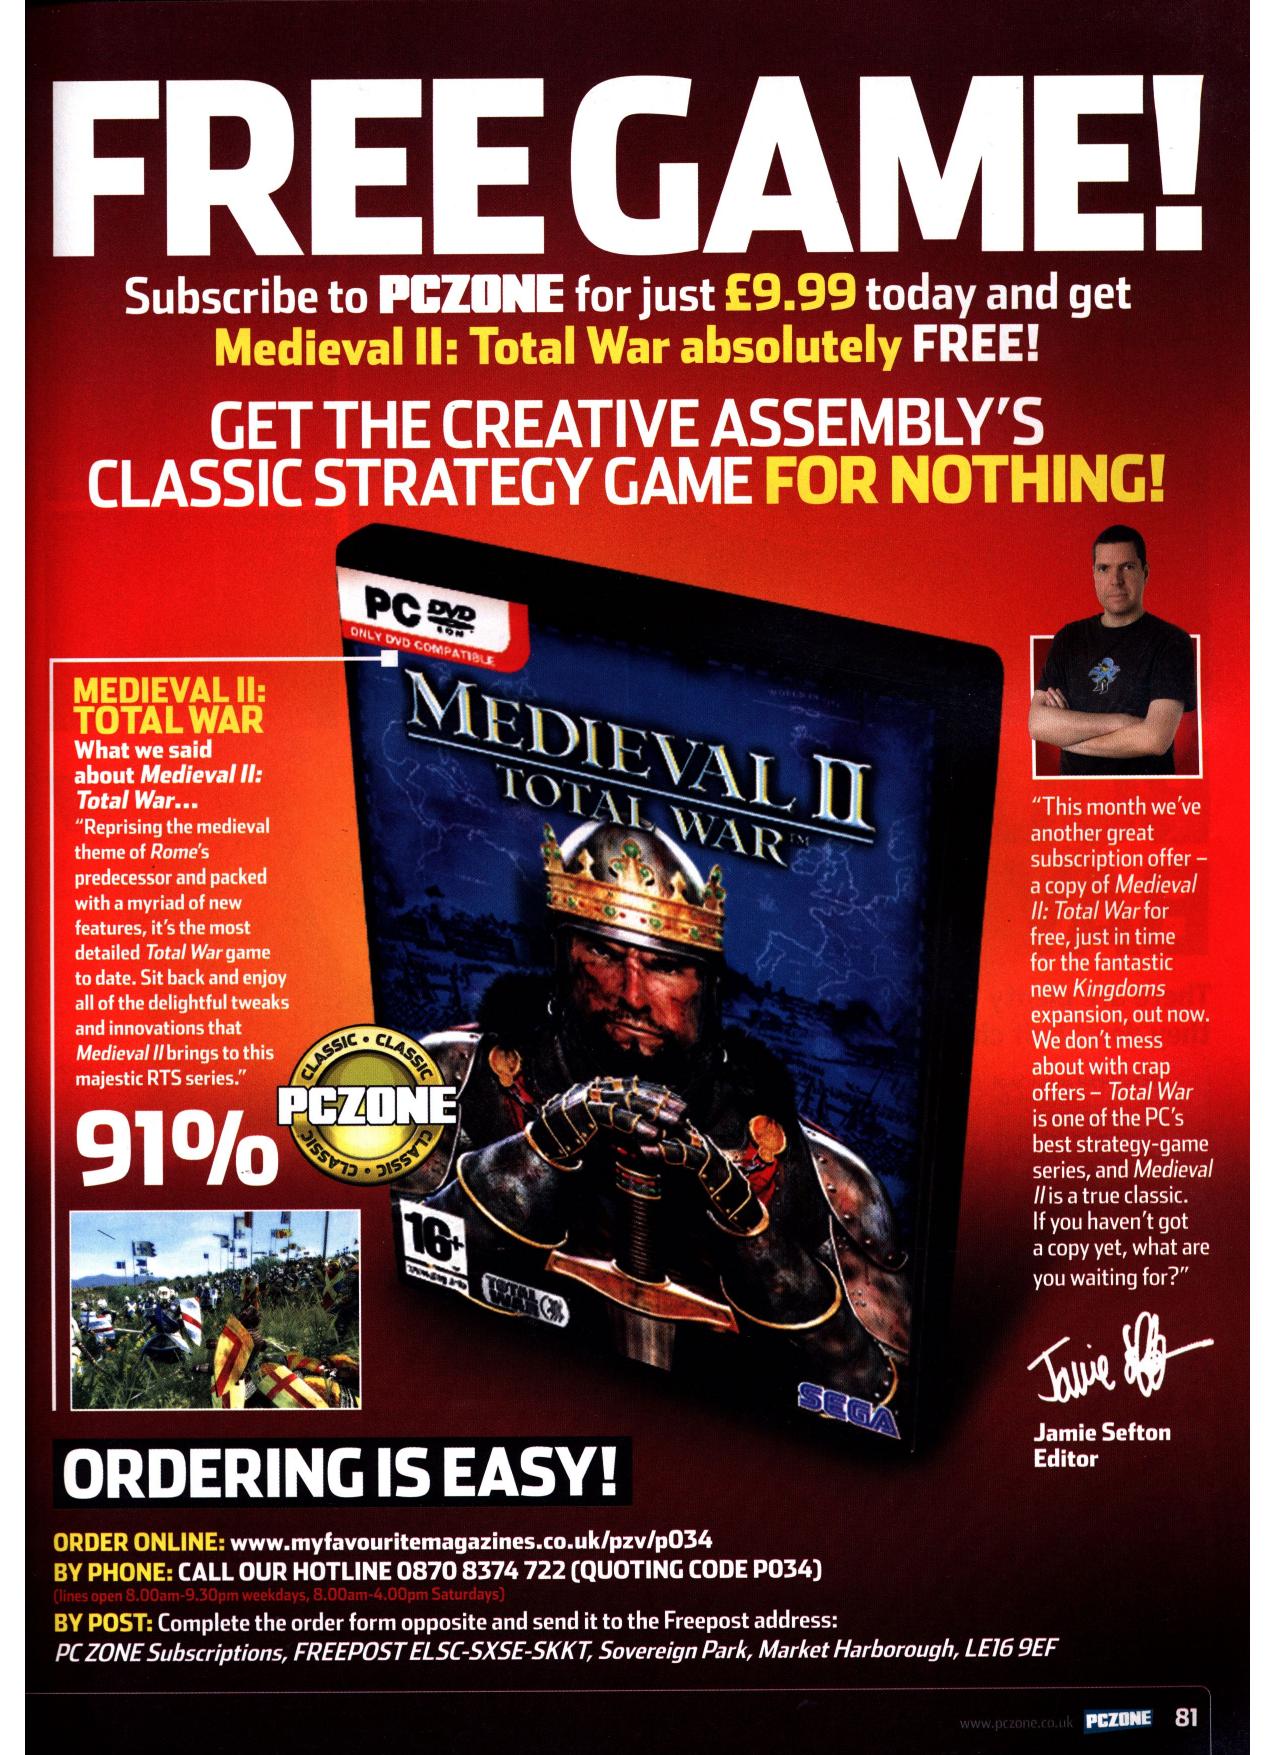 FREE GAME!
Subscribe to PCZONE for just £9.99 today and get
Medieval II: Total War absolutely FREE!
GET THE CREATIVE ASSEMBLY'S
CLASSIC STRATEGY GAME FOR NOTHING!
PC DVD
ROM
ONLY DVD COMPATIBLE
MEDIEVAL II
TOTAL WAR™
16+
TOTAL
WAR
SEGA
MEDIEVAL II:
TOTAL WAR
What we said
about Medieval II:
Total War...
"Reprising the medieval
theme of Rome's
predecessor and packed
with a myriad of new
features, it's the most
detailed Total War game
to date. Sit back and enjoy
all of the delightful tweaks
and innovations that
Medieval II brings to this
majestic RTS series."
91%
CLASSIC • CLASSIC
PCZONE
CLASSIC • CLASSIC
"This month we've
another great
subscription offer –
a copy of Medieval
II: Total War for
free, just in time
for the fantastic
new Kingdoms
expansion, out now.
We don't mess
about with crap
offers – Total War
is one of the PC's
best strategy-game
series, and Medieval
II is a true classic.
If you haven't got
a copy yet, what are
you waiting for?"
Jamie
Jamie Sefton
Editor
ORDERING IS EASY!
ORDER ONLINE: www.myfavouritemagazines.co.uk/pzv/p034
BY PHONE: CALL OUR HOTLINE 0870 8374 722 (QUOTING CODE P034)
(lines open 8.00am-9.30pm weekdays, 8.00am-4.00pm Saturdays)
BY POST: Complete the order form opposite and send it to the Freepost address:
PC ZONE Subscriptions, FREEPOST ELSC-SXSE-SKKT, Sovereign Park, Market Harborough, LE16 9EF
www.pczone.co.uk PCZONE 81